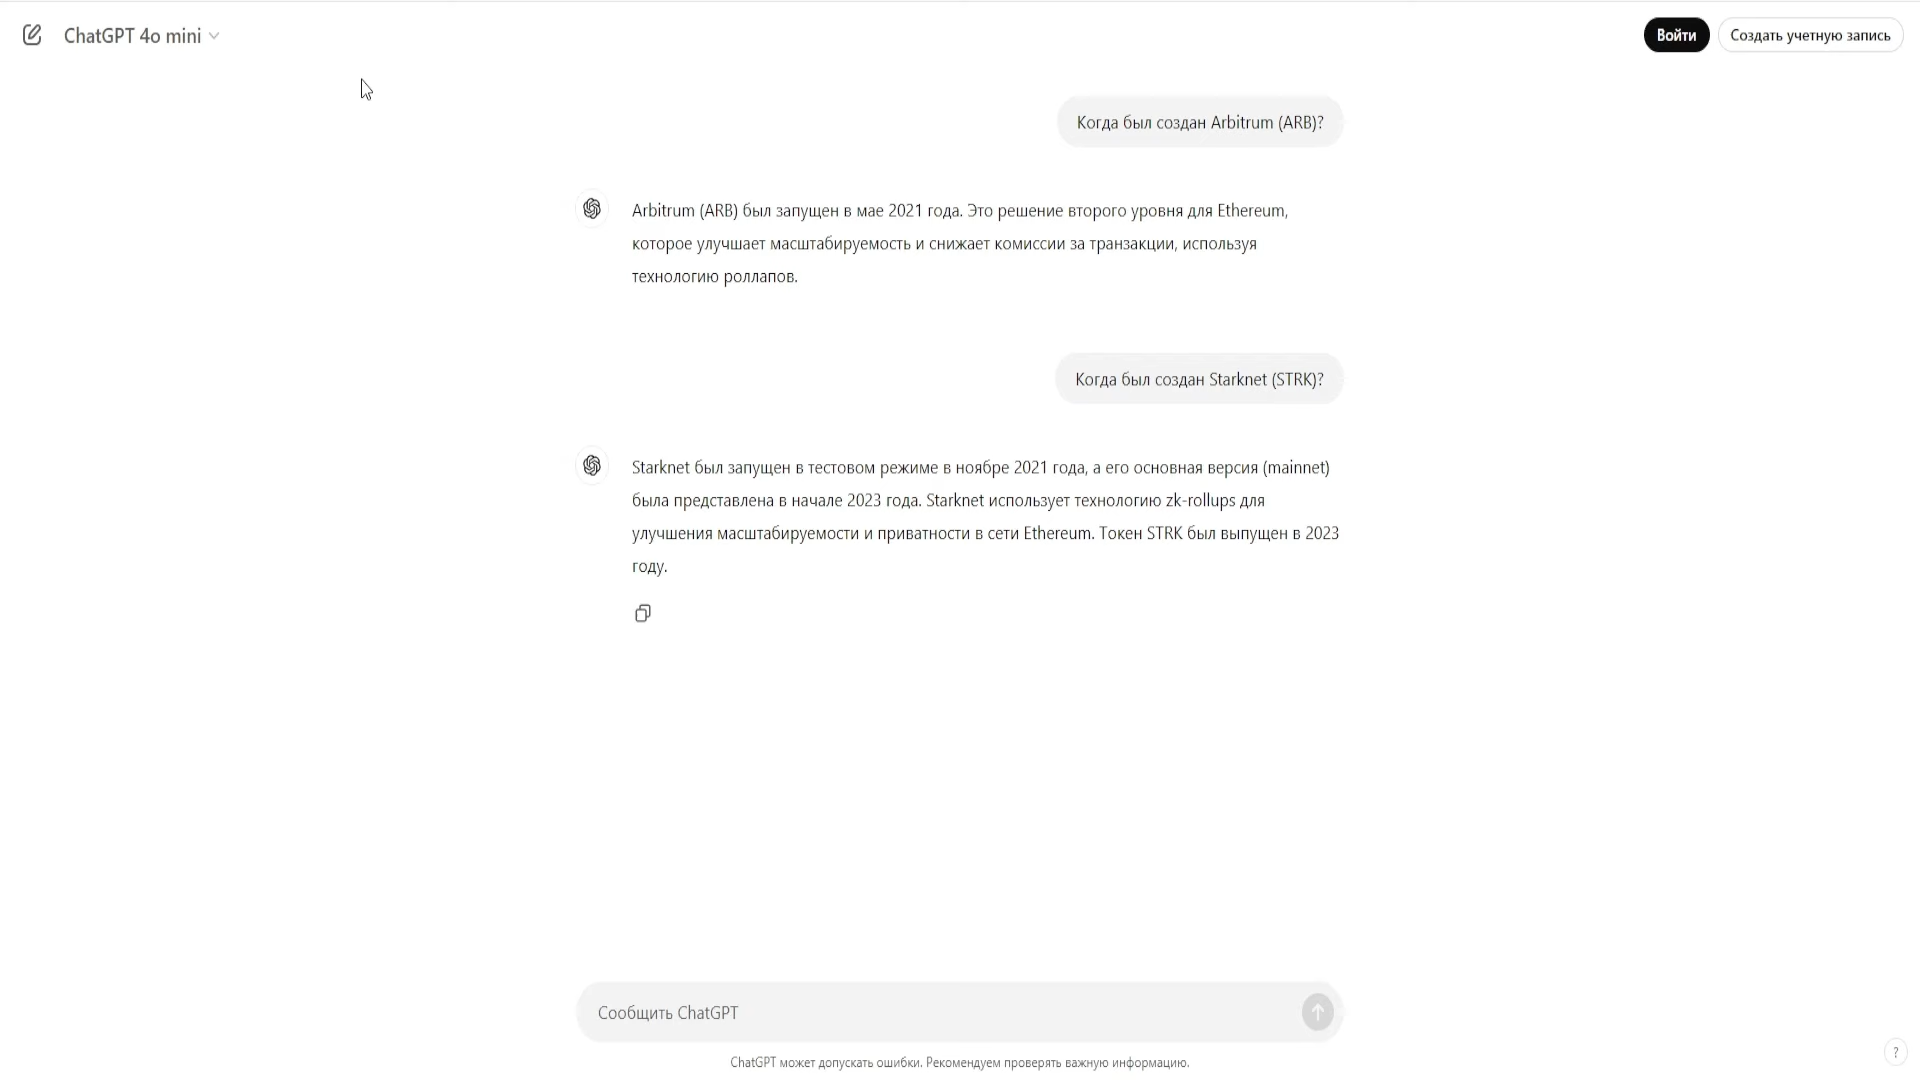 ChatGPT 4o mini
Войти
Создать учетную запись
Когда был создан Arbitrum (ARB)?
Arbitrum (ARB) был запущен в мае 2021 года. Это решение второго уровня для Ethereum,
которое улучшает масштабируемость и снижает комиссии за транзакции, используя
технологию роллапов.
Когда был создан Starknet (STRK)?
Starknet был запущен в тестовом режиме в ноябре 2021 года, а его основная версия (mainnet)
была представлена в начале 2023 года. Starknet использует технологию zk-rollups для
улучшения масштабируемости и приватности в сети Ethereum. Токен STRK был выпущен в 2023
году.
Сообщить ChatGPT
ChatGPT может допускать ошибки. Рекомендуем проверять важную информацию.
?